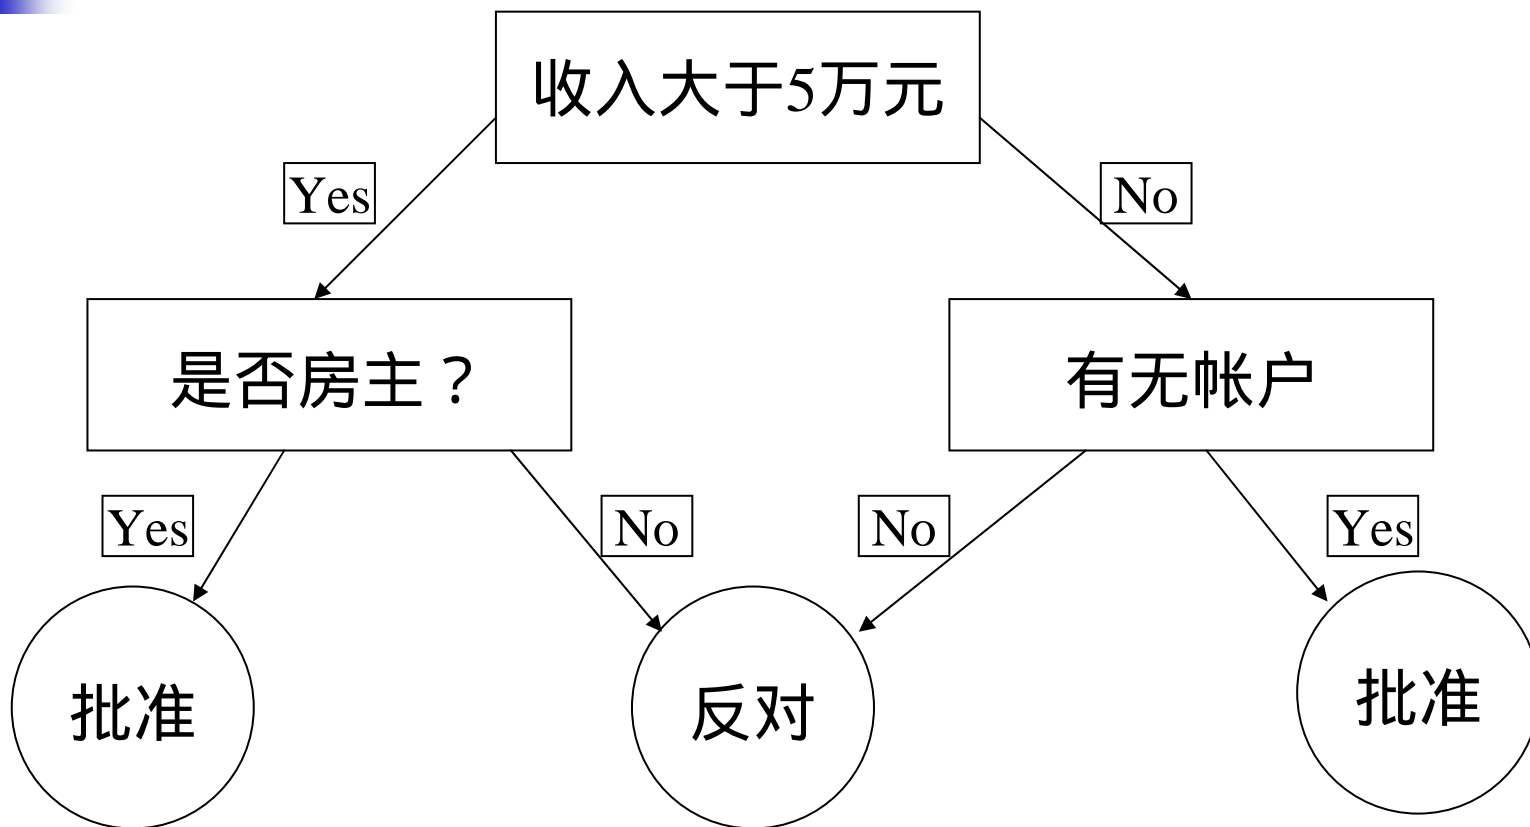 收入大于5万元
Yes
No
是否房主？
有无帐户
Yes
No
No
Yes
批准
反对
批准